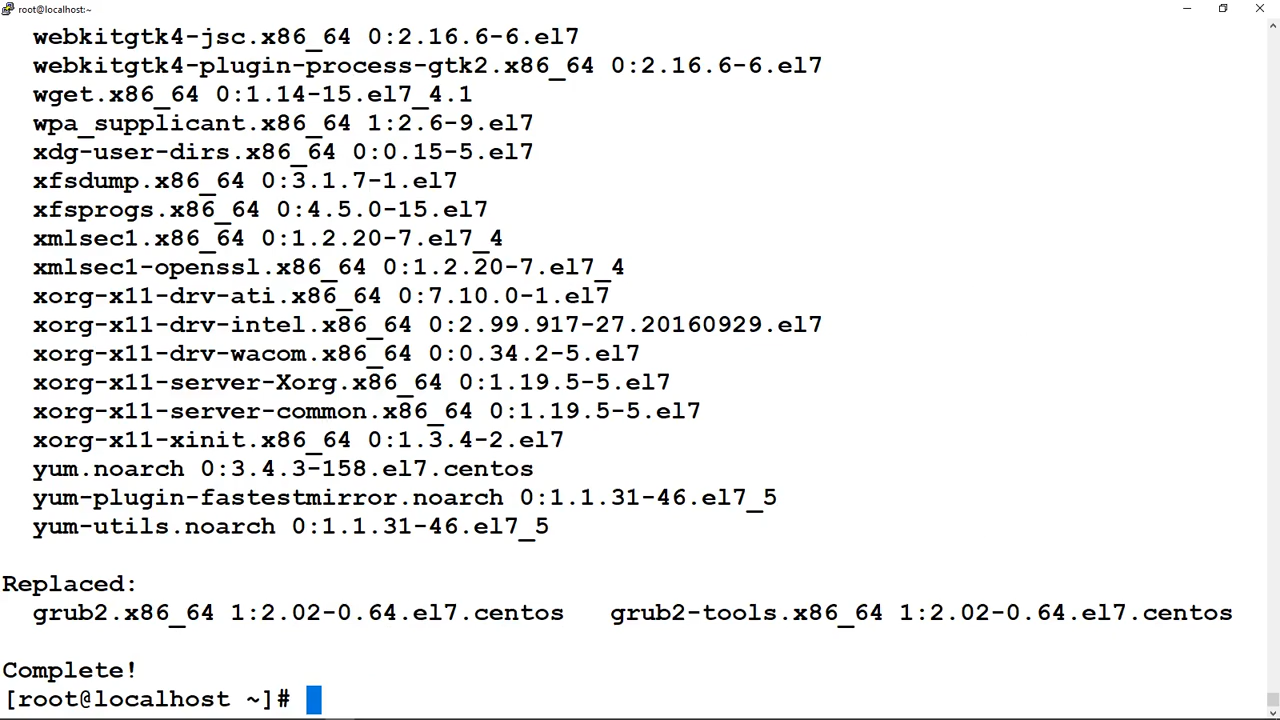 root@localhost:~
webkitgtk4-jsc.x86_64 0:2.16.6-6.el7
webkitgtk4-plugin-process-gtk2.x86_64 0:2.16.6-6.el7
wget.x86_64 0:1.14-15.el7_4.1
wpa_supplicant.x86_64 1:2.6-9.el7
xdg-user-dirs.x86_64 0:0.15-5.el7
xfsdump.x86_64 0:3.1.7-1.el7
xfsprogs.x86_64 0:4.5.0-15.el7
xmlsec1.x86_64 0:1.2.20-7.el7_4
xmlsec1-openssl.x86_64 0:1.2.20-7.el7_4
xorg-x11-drv-ati.x86_64 0:7.10.0-1.el7
xorg-x11-drv-intel.x86_64 0:2.99.917-27.20160929.el7
xorg-x11-drv-wacom.x86_64 0:0.34.2-5.el7
xorg-x11-server-Xorg.x86_64 0:1.19.5-5.el7
xorg-x11-server-common.x86_64 0:1.19.5-5.el7
xorg-x11-xinit.x86_64 0:1.3.4-2.el7
yum.noarch 0:3.4.3-158.el7.centos
yum-plugin-fastestmirror.noarch 0:1.1.31-46.el7_5
yum-utils.noarch 0:1.1.31-46.el7_5
Replaced:
grub2.x86_64 1:2.02-0.64.el7.centos grub2-tools.x86_64 1:2.02-0.64.el7.centos
Complete!
[root@localhost ~]#